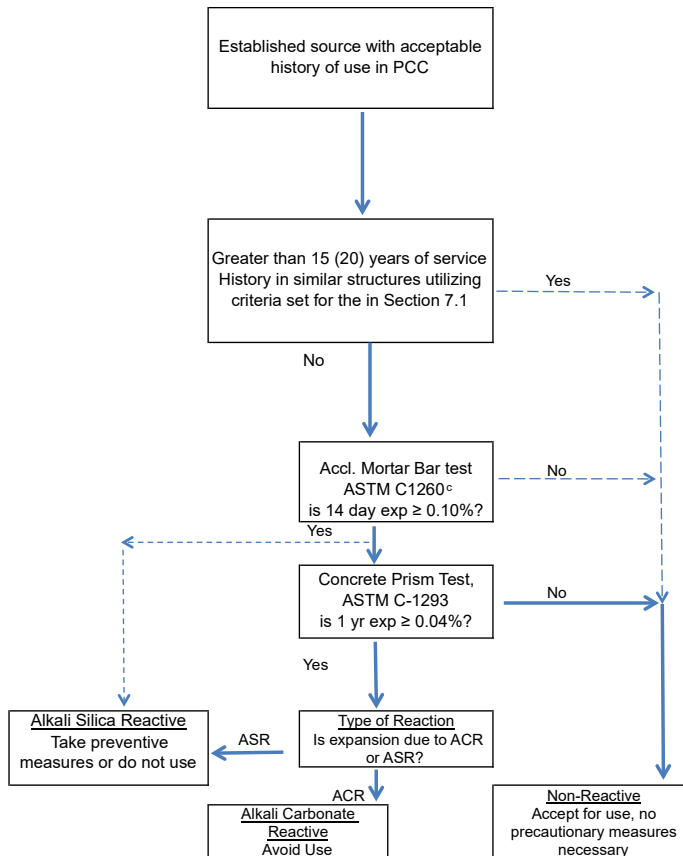 Established source with acceptable
history of use in PCC
Greater than 15 (20) years of service
History in similar structures utilizing
criteria set for the in Section 7.1
Yes
No
Accl. Mortar Bar test
ASTM C1260ᶜ
is 14 day exp ≥ 0.10%?
No
Yes
Concrete Prism Test,
ASTM C-1293
is 1 yr exp ≥ 0.04%?
No
Yes
Alkali Silica Reactive
Take preventive
measures or do not use
ASR
Type of Reaction
Is expansion due to ACR
or ASR?
ACR
Alkali Carbonate
Reactive
Avoid Use
Non-Reactive
Accept for use, no
precautionary measures
necessary